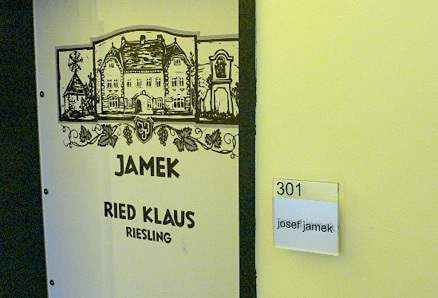 JAMEK
RIED KLAUS
RIESLING
301
josef jamek